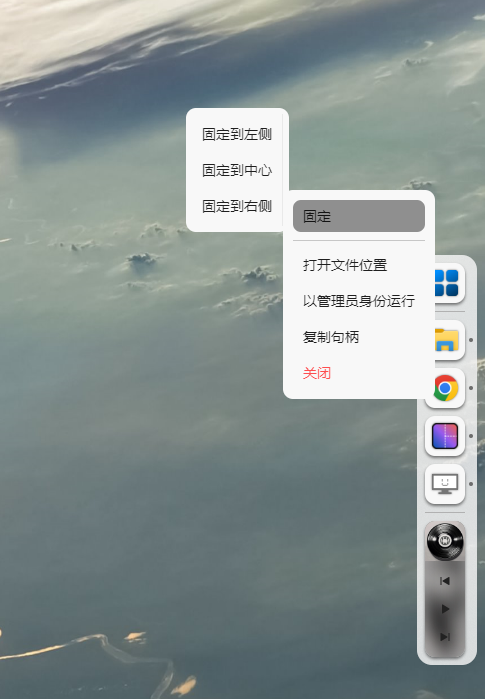 固定到左侧
固定到中心
固定到右侧
固定
打开文件位置
以管理员身份运行
复制句柄
关闭